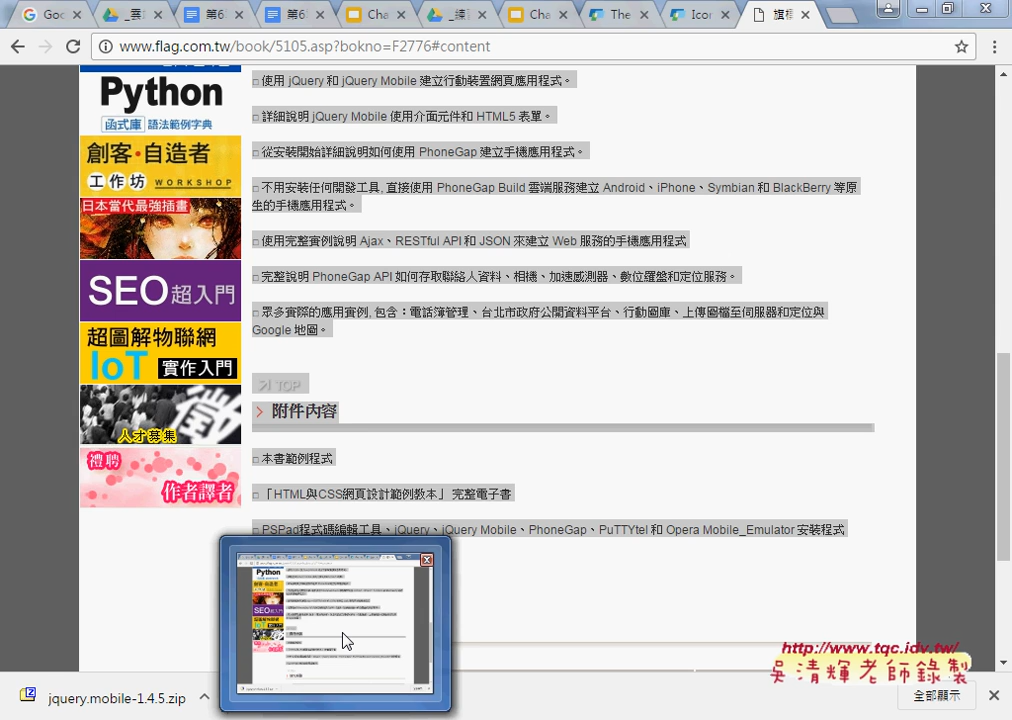 Goo
第6
第6
Cha
Cha
The
Icon
旗標
www.flag.com.tw/book/5105.asp?bokno=F2776#content
Python
函式庫 語法範例字典
創客·自造者
工作坊 WORKSHOP
日本當代最強插畫
SEO超入門
超圖解物聯網
IoT 實作入門
徵
人才募集
禮聘
作者譯者
□ 使用 jQuery 和 jQuery Mobile 建立行動裝置網頁應用程式。
□ 詳細說明 jQuery Mobile 使用介面元件和 HTML5 表單。
□ 從安裝開始詳細說明如何使用 PhoneGap 建立手機應用程式。
□ 不用安裝任何開發工具, 直接使用 PhoneGap Build 雲端服務建立 Android、iPhone、Symbian 和 BlackBerry 等原
生的手機應用程式。
□ 使用完整實例說明 Ajax、RESTful API 和 JSON 來建立 Web 服務的手機應用程式
□ 完整說明 PhoneGap API 如何存取聯絡人資料、相機、加速感測器、數位羅盤和定位服務。
□ 眾多實際的應用實例, 包含：電話簿管理、台北市政府公開資料平台、行動圖庫、上傳圖檔至伺服器和定位與
Google 地圖。
TOP
附件內容
□ 本書範例程式
□ 「HTML與CSS網頁設計範例教本」 完整電子書
□ PSPad程式碼編輯工具、jQuery、jQuery Mobile、PhoneGap、PuTTYtel 和 Opera Mobile_Emulator 安裝程式
http://www.tqc.idv.tw/
吳清輝老師錄製
jquery.mobile-1.4.5.zip
全部顯示